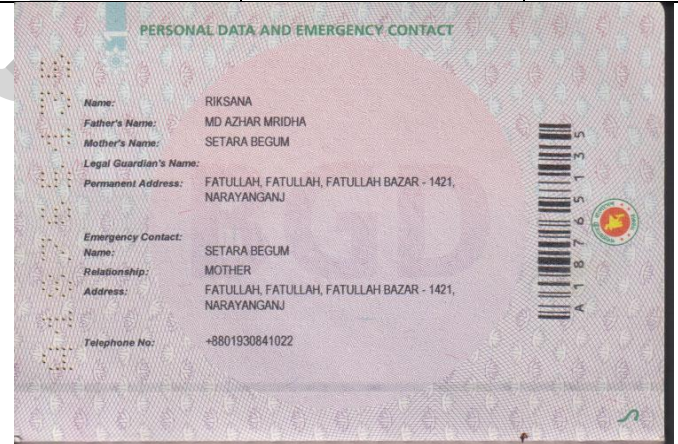 PERSONAL DATA AND EMERGENCY CONTACT
Name: RIKSANA
Father's Name: MD AZHAR MRIDHA
Mother's Name: SETARA BEGUM
Legal Guardian's Name:
Permanent Address: FATULLAH, FATULLAH, FATULLAH BAZAR - 1421,
NARAYANGANJ
Emergency Contact:
Name: SETARA BEGUM
Relationship: MOTHER
Address: FATULLAH, FATULLAH, FATULLAH BAZAR - 1421,
NARAYANGANJ
Telephone No: +8801930841022
A18765135